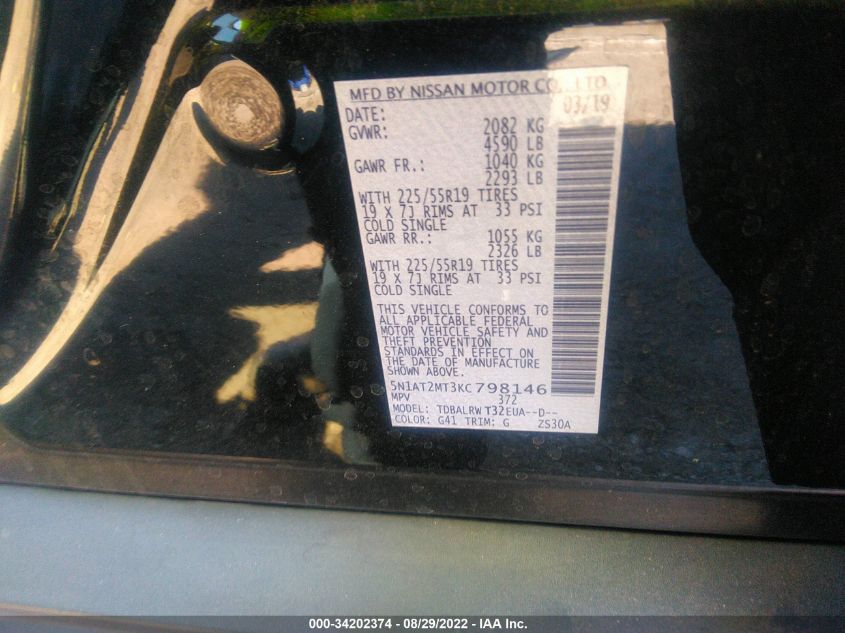 MFD BY NISSAN MOTOR CO., LTD
DATE: 03/19
GVWR: 2082 KG
4590 LB
GAWR FR.: 1040 KG
2293 LB
WITH 225/55R19 TIRES
19 X 7J RIMS AT 33 PSI
COLD SINGLE
GAWR RR.: 1055 KG
2326 LB
WITH 225/55R19 TIRES
19 X 7J RIMS AT 33 PSI
COLD SINGLE
THIS VEHICLE CONFORMS TO
ALL APPLICABLE FEDERAL
MOTOR VEHICLE SAFETY AND
THEFT PREVENTION
STANDARDS IN EFFECT ON
THE DATE OF MANUFACTURE
SHOWN ABOVE.
5N1AT2MT3KC798146
MPV 372
MODEL: TDBALRWT32EUA--D--
COLOR: G41 TRIM: G ZS30A
000-34202374 - 08/29/2022 - IAA Inc.